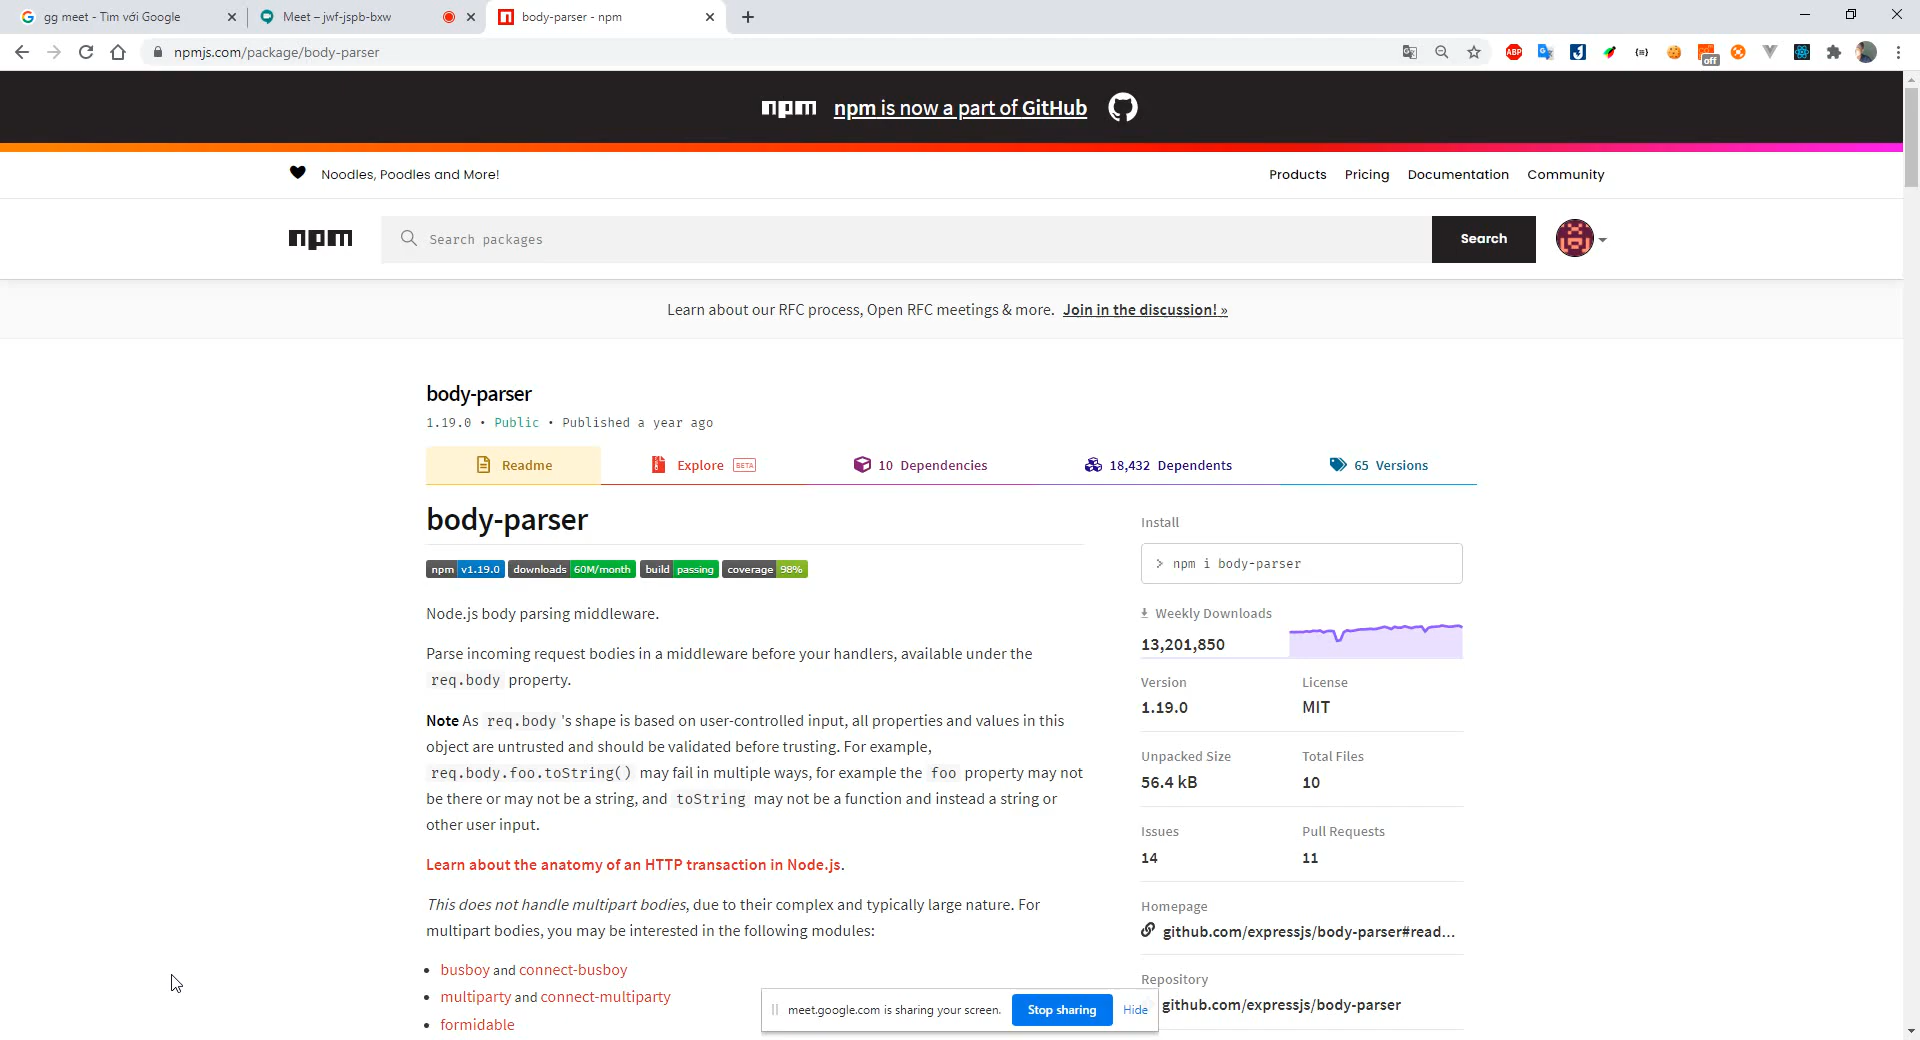 gg meet - Tìm với Google
Meet – jwf-jspb-bxw
body-parser - npm
npmjs.com/package/body-parser
ABP
off
npm npm is now a part of GitHub
Noodles, Poodles and More!
Products Pricing Documentation Community
npm Search packages Search
Learn about our RFC process, Open RFC meetings & more. Join in the discussion! »
body-parser
1.19.0 • Public • Published a year ago
Readme Explore BETA 10 Dependencies 18,432 Dependents 65 Versions
body-parser
npm v1.19.0 downloads 60M/month build passing coverage 98%
Node.js body parsing middleware.
Parse incoming request bodies in a middleware before your handlers, available under the
req.body property.
Note As req.body 's shape is based on user-controlled input, all properties and values in this
object are untrusted and should be validated before trusting. For example,
req.body.foo.toString() may fail in multiple ways, for example the foo property may not
be there or may not be a string, and toString may not be a function and instead a string or
other user input.
Learn about the anatomy of an HTTP transaction in Node.js.
This does not handle multipart bodies, due to their complex and typically large nature. For
multipart bodies, you may be interested in the following modules:
• busboy and connect-busboy
• multiparty and connect-multiparty
• formidable
Install
> npm i body-parser
Weekly Downloads
13,201,850
Version License
1.19.0 MIT
Unpacked Size Total Files
56.4 kB 10
Issues Pull Requests
14 11
Homepage
github.com/expressjs/body-parser#read...
Repository
github.com/expressjs/body-parser
meet.google.com is sharing your screen. Stop sharing Hide